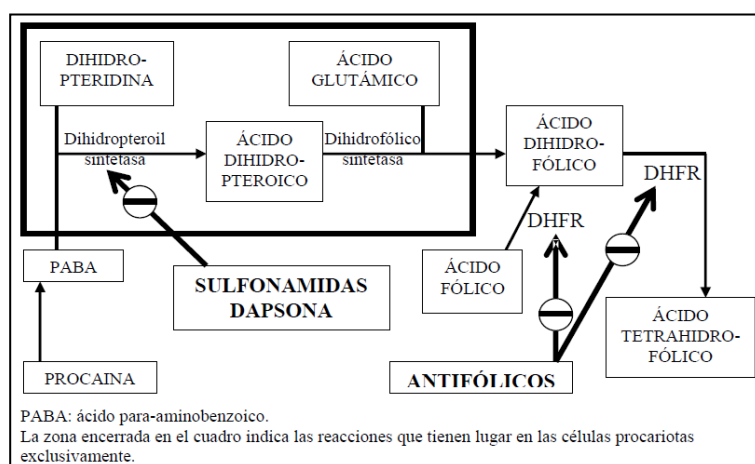 DIHIDRO-
PTERIDINA
ÁCIDO
GLUTÁMICO
Dihidropteroil
sintetasa
ÁCIDO
DIHIDRO-
PTEROICO
Dihidrofólico
sintetasa
ÁCIDO
DIHIDRO-
FÓLICO
DHFR
DHFR
PABA
SULFONAMIDAS
DAPSONA
ÁCIDO
FÓLICO
ÁCIDO
TETRAHIDRO-
FÓLICO
PROCAINA
ANTIFÓLICOS
PABA: ácido para-aminobenzoico.
La zona encerrada en el cuadro indica las reacciones que tienen lugar en las células procariotas
exclusivamente.